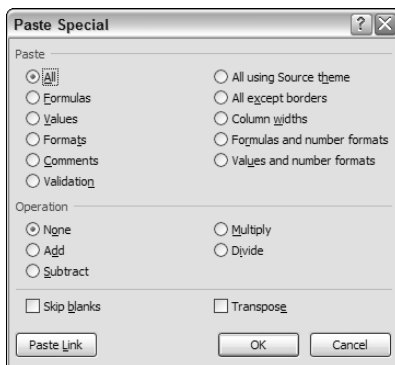 Paste Special
Paste
All
All using Source theme
Formulas
All except borders
Values
Column widths
Formats
Formulas and number formats
Comments
Values and number formats
Validation
Operation
None
Multiply
Add
Divide
Subtract
Skip blanks
Transpose
Paste Link
OK
Cancel